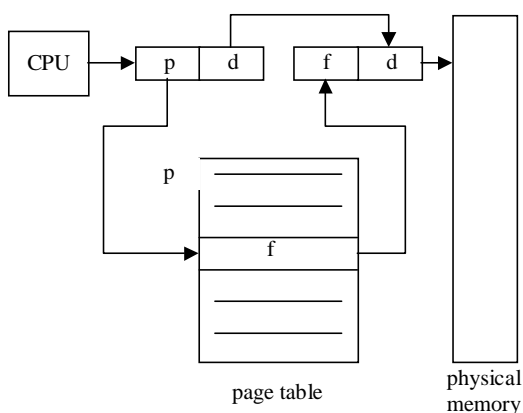 CPU
p d
f d
p
f
page table
physical
memory